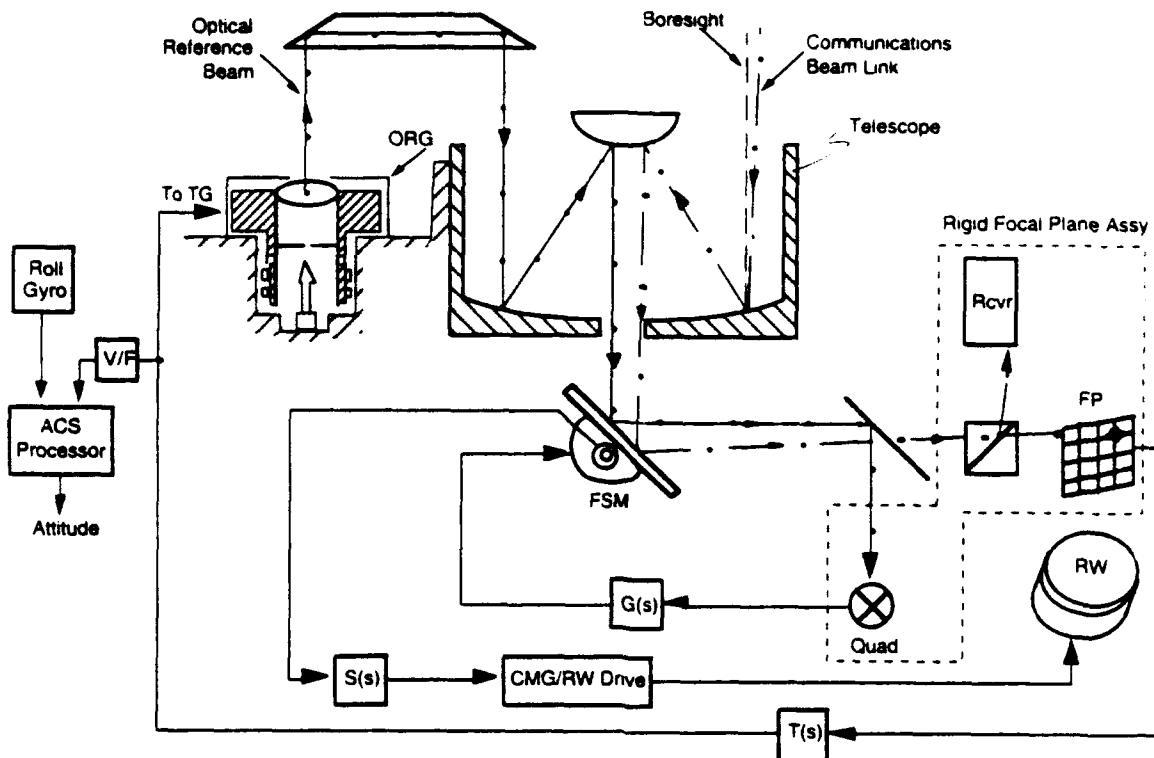 Optical
Reference
Beam
Boresight
Communications
Beam Link
Telescope
ORG
To TG
Rigid Focal Plane Assy
Roll
Gyro
Rcvr
V/F
FP
ACS
Processor
FSM
Attitude
RW
G(s)
Quad
S(s)
CMG/RW Drive
T(s)